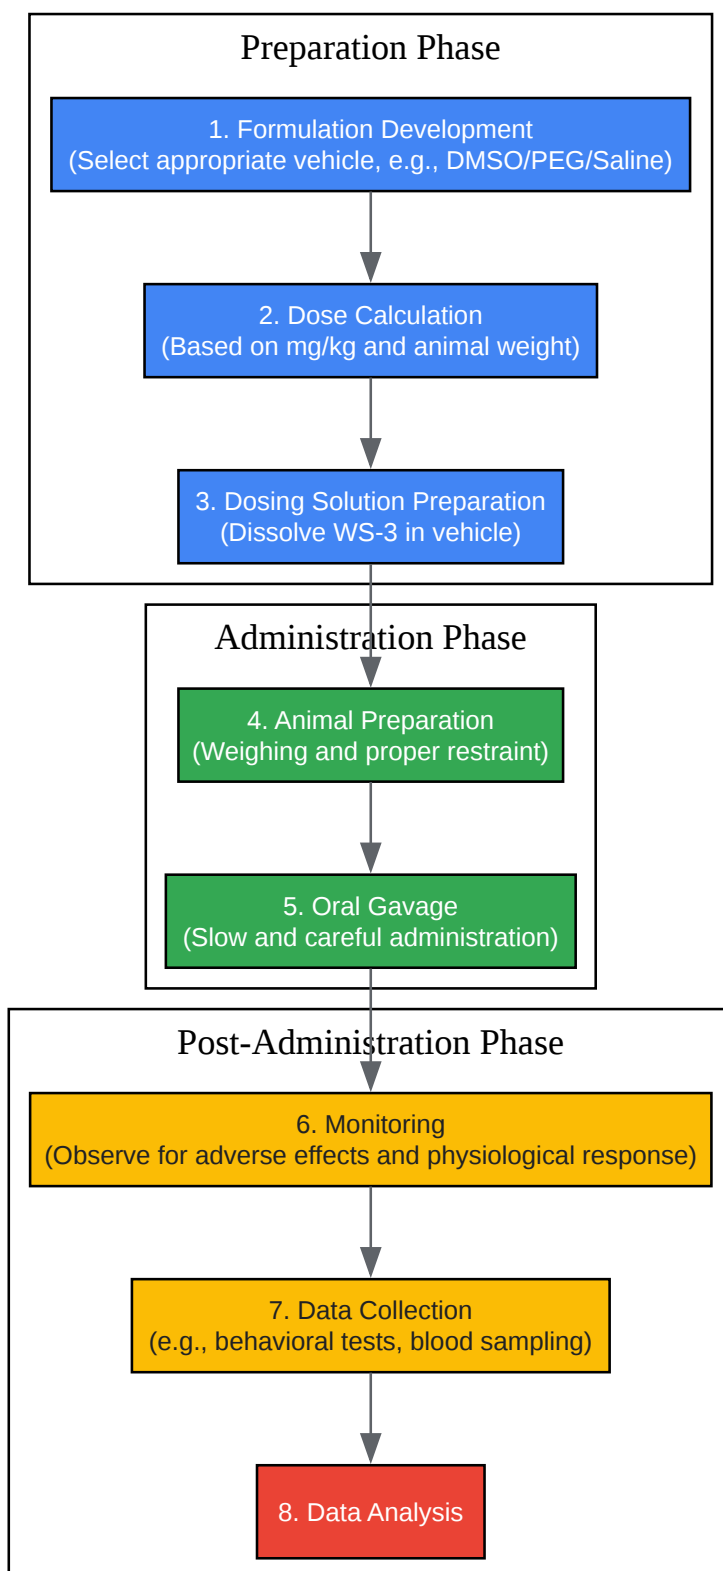 Preparation Phase
1. Formulation Development
(Select appropriate vehicle, e.g., DMSO/PEG/Saline)
2. Dose Calculation
(Based on mg/kg and animal weight)
3. Dosing Solution Preparation
(Dissolve WS-3 in vehicle)
Administration Phase
4. Animal Preparation
(Weighing and proper restraint)
5. Oral Gavage
(Slow and careful administration)
Post-Administration Phase
6. Monitoring
(Observe for adverse effects and physiological response)
7. Data Collection
(e.g., behavioral tests, blood sampling)
8. Data Analysis